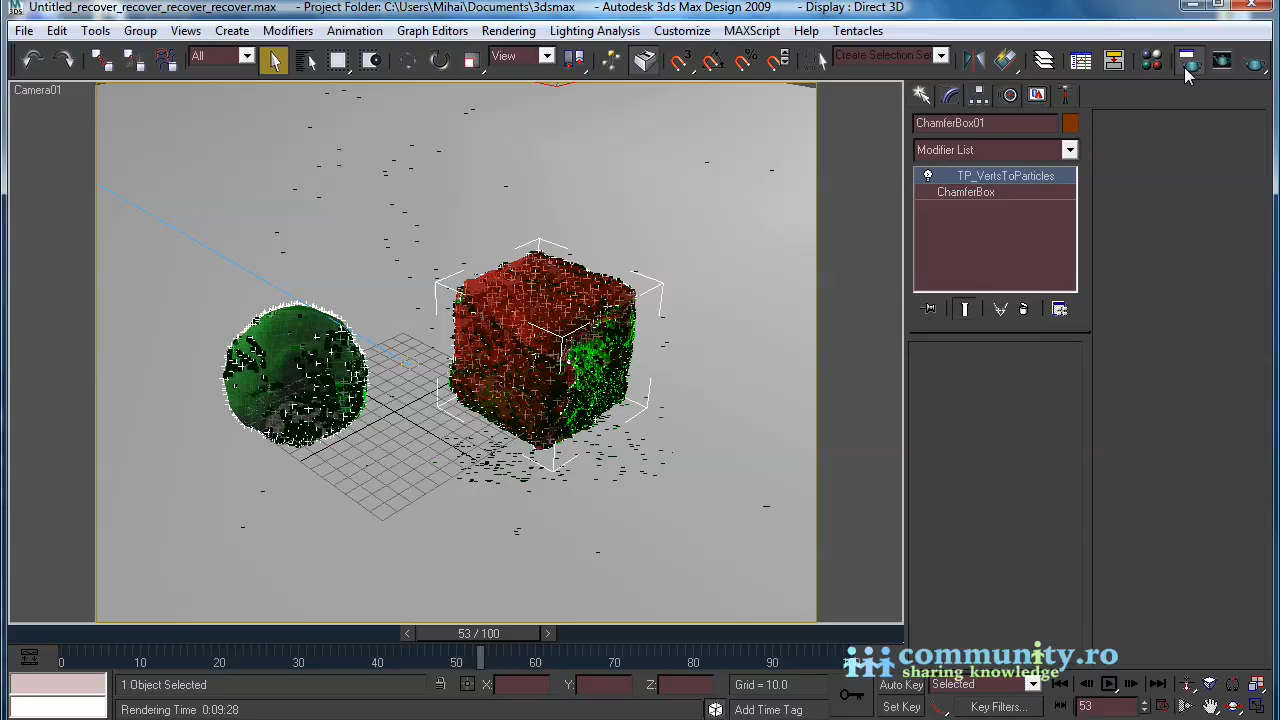 Untitled_recover_recover_recover_recover.max - Project Folder: C:\Users\Mihai\Documents\3dsmax - Autodesk 3ds Max Design 2009 - Display : Direct 3D
File Edit Tools Group Views Create Modifiers Animation Graph Editors Rendering Lighting Analysis Customize MAXScript Help Tentacles
All View Create Selection Se
Camera01
ChamferBox01
Modifier List
TP_VertsToParticles
ChamferBox
53 / 100
0 10 20 30 40 50 60 70 80 90
community.ro
sharing knowledge
1 Object Selected X: Y: Z: Grid = 10.0 Auto Key Selected
Rendering Time 0:09:28 Add Time Tag Set Key Key Filters... 53